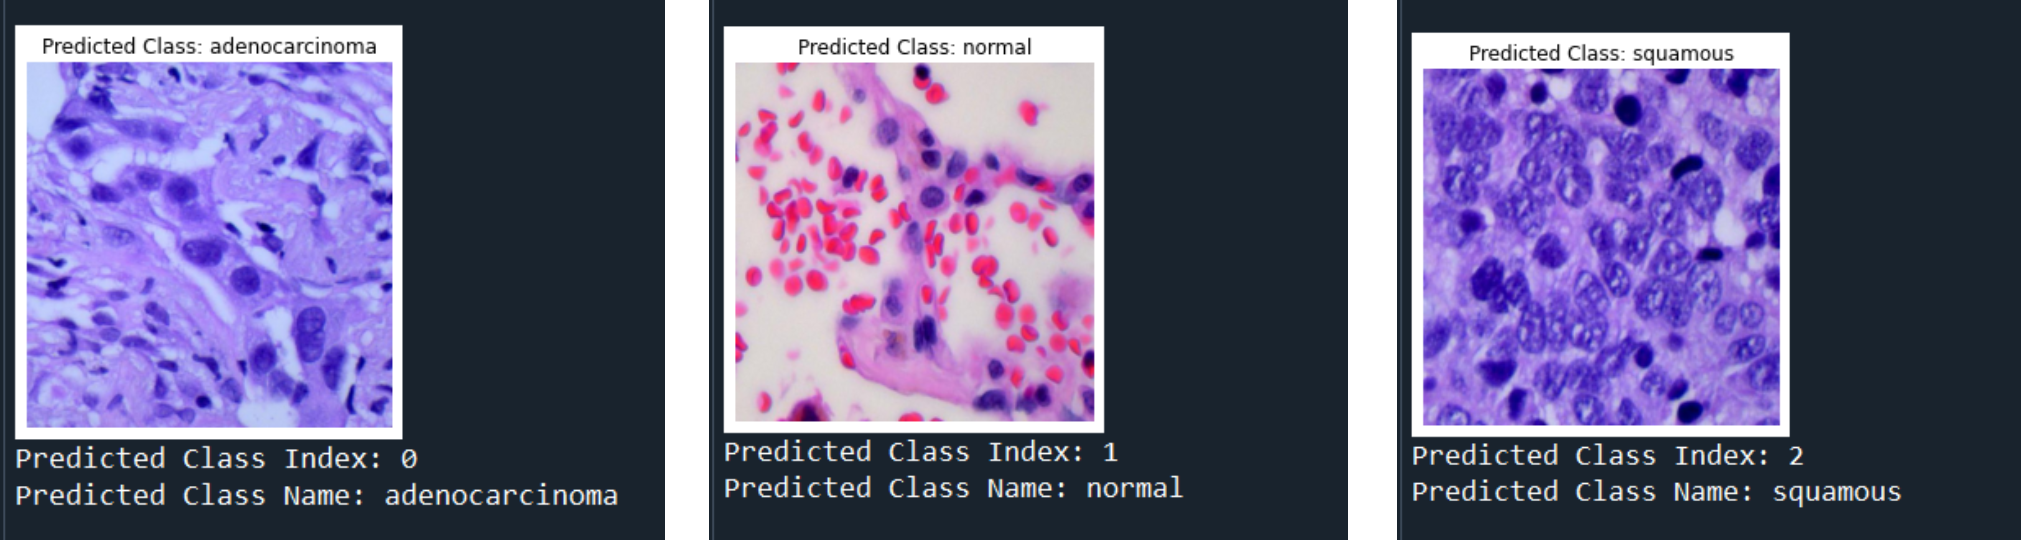 Predicted Class: adenocarcinoma
Predicted Class Index: 0
Predicted Class Name: adenocarcinoma
Predicted Class: normal
Predicted Class Index: 1
Predicted Class Name: normal
Predicted Class: squamous
Predicted Class Index: 2
Predicted Class Name: squamous